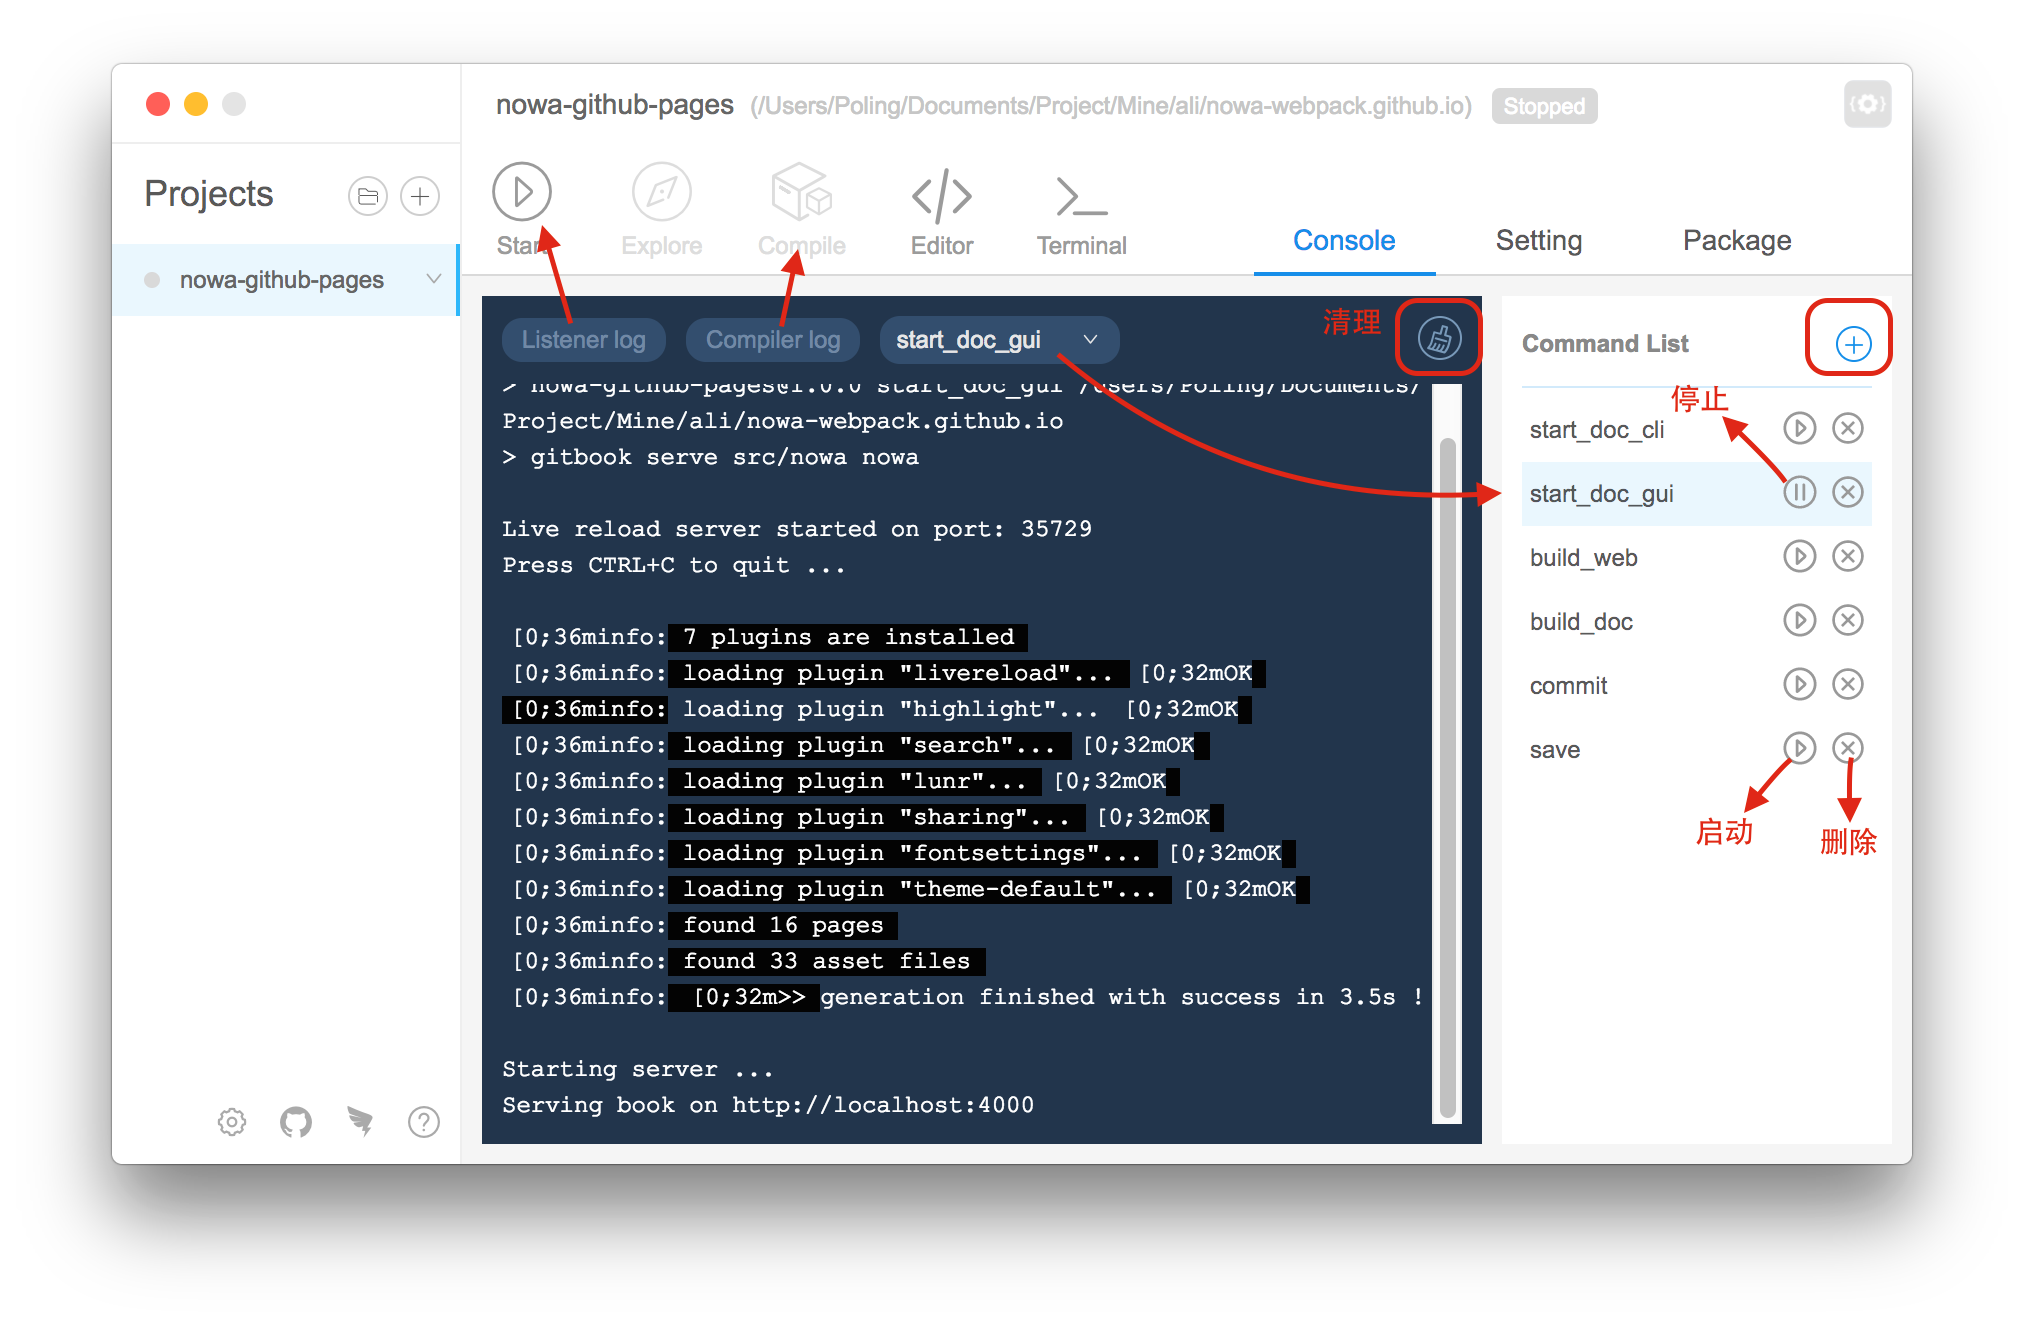 nowa-github-pages (/Users/Poling/Documents/Project/Mine/ali/nowa-webpack.github.io) Stopped
Projects
nowa-github-pages
Start Explore Compile Editor Terminal
Console Setting Package
Listener log Compiler log start_doc_gui 清理
> nowa-github-pages@1.0.0 start_doc_gui /Users/Poling/Documents/
Project/Mine/ali/nowa-webpack.github.io
> gitbook serve src/nowa nowa
Live reload server started on port: 35729
Press CTRL+C to quit ...
[0;36minfo: 7 plugins are installed
[0;36minfo: loading plugin "livereload"... [0;32mOK
[0;36minfo: loading plugin "highlight"... [0;32mOK
[0;36minfo: loading plugin "search"... [0;32mOK
[0;36minfo: loading plugin "lunr"... [0;32mOK
[0;36minfo: loading plugin "sharing"... [0;32mOK
[0;36minfo: loading plugin "fontsettings"... [0;32mOK
[0;36minfo: loading plugin "theme-default"... [0;32mOK
[0;36minfo: found 16 pages
[0;36minfo: found 33 asset files
[0;36minfo: [0;32m>> generation finished with success in 3.5s !
Starting server ...
Serving book on http://localhost:4000
Command List
停止
start_doc_cli
start_doc_gui
build_web
build_doc
commit
save
启动
删除